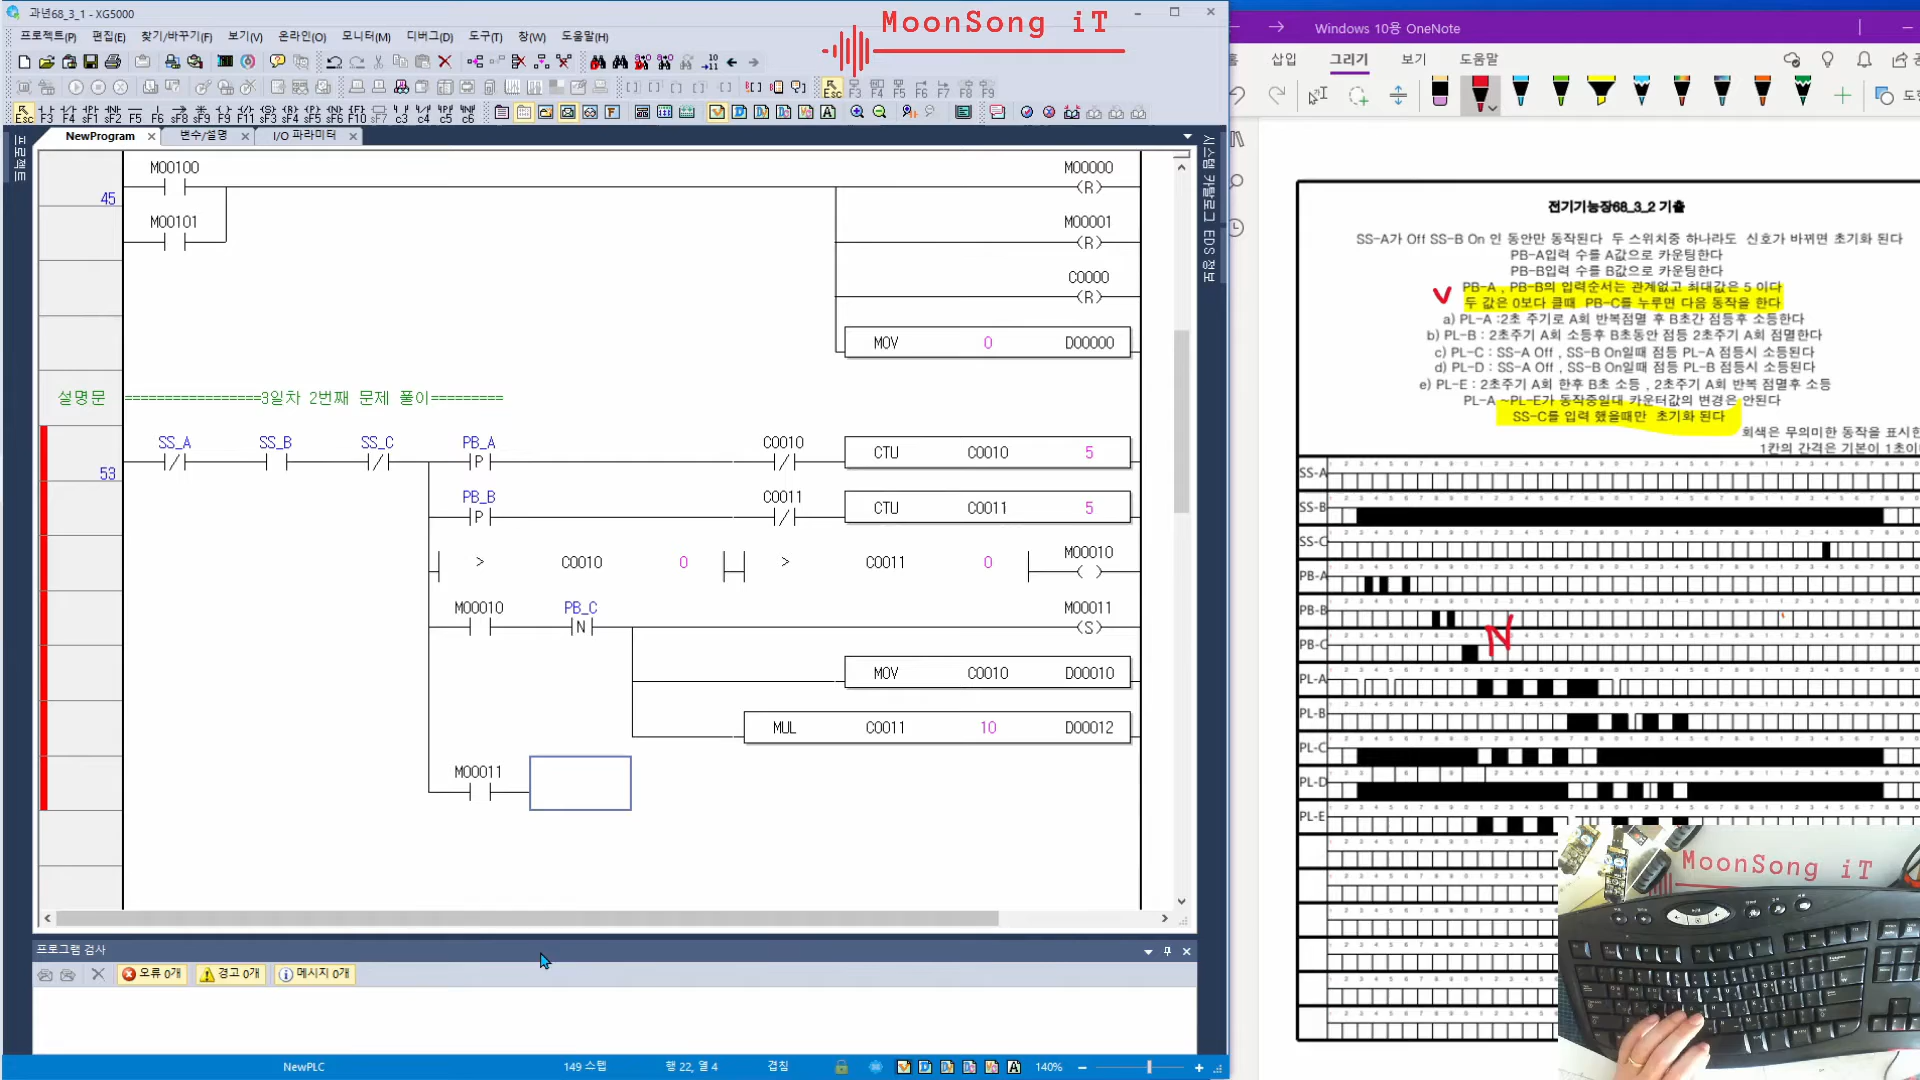 과년68_3_1 - XG5000
MoonSong iT
프로젝트(P) 편집(E) 찾기/바꾸기(F) 보기(V) 온라인(O) 모니터(M) 디버그(D) 도구(T) 창(W) 도움말(H)
NewProgram 변수/설명 I/O 파라미터
프로젝트
시스템 카탈로그 EDS 정보
M00100 M00000
(R)
45
M00101 M00001
(R)
C0000
(R)
MOV 0 D00000
설명문 =================3일차 2번째 문제 풀이=========
SS_A SS_B SS_C PB_A C0010
P CTU C0010 5
53
PB_B C0011
P CTU C0011 5
> C0010 0 > C0011 0 M00010
M00010 PB_C M00011
N (S)
MOV C0010 D00010
MUL C0011 10 D00012
M00011
프로그램 검사
오류 0개 경고 0개 메시지 0개
NewPLC 149 스텝 행 22, 열 4 겹침 140%
Windows 10용 OneNote
삽입 그리기 보기 도움말
전기기능장68_3_2 기출
SS-A가 Off SS-B On 인 동안만 동작된다 두 스위치중 하나라도 신호가 바뀌면 초기화 된다
PB-A입력 수를 A값으로 카운팅한다
PB-B입력 수를 B값으로 카운팅한다
PB-A , PB-B의 입력순서는 관계없고 최대값은 5 이다
두 값은 0보다 클때 PB-C를 누루면 다음 동작을 한다
a) PL-A :2초 주기로 A회 반복점멸 후 B초간 점등후 소등한다
b) PL-B : 2초주기 A회 소등후 B초동안 점등 2초주기 A회 점멸한다
c) PL-C : SS-A Off , SS-B On일때 점등 PL-A 점등시 소등된다
d) PL-D : SS-A Off , SS-B On일때 점등 PL-B 점등시 소등된다
e) PL-E : 2초주기 A회 한후 B초 소등 , 2초주기 A회 반복 점멸후 소등
PL-A ~PL-E가 동작중일대 카운터값의 변경은 안된다
SS-C를 입력 했을때만 초기화 된다
회색은 무의미한 동작을 표시한
1칸의 간격은 기본이 1초이
SS-A
SS-B
SS-C
PB-A
PB-B
PB-C
N
PL-A
PL-B
PL-C
PL-D
PL-E
MoonSong iT